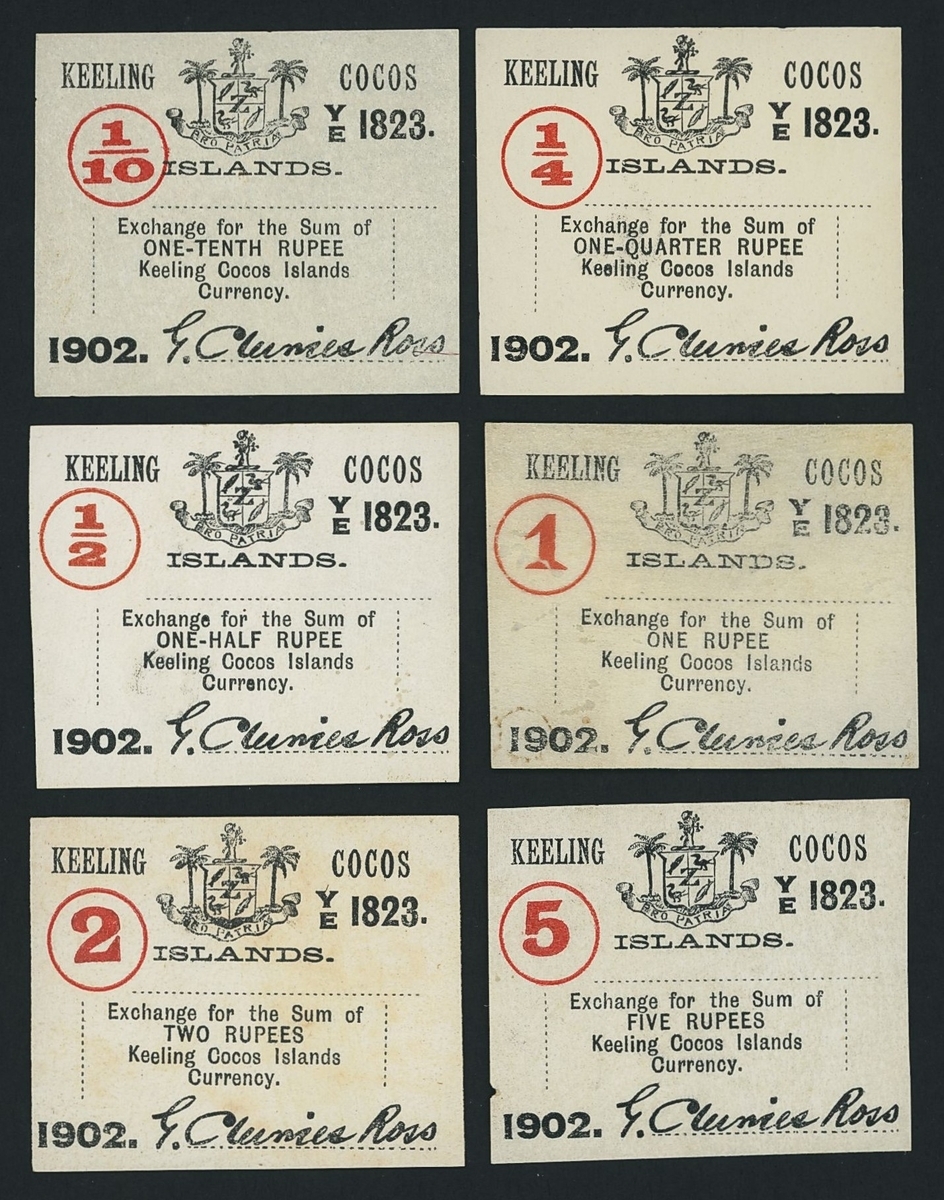 KEELING COCOS
YE 1823.
1/10
PRO PATRIA
ISLANDS.
Exchange for the Sum of
ONE-TENTH RUPEE
Keeling Cocos Islands
Currency.
1902. G. Clunies Ross
KEELING COCOS
YE 1823.
1/4
PRO PATRIA
ISLANDS.
Exchange for the Sum of
ONE-QUARTER RUPEE
Keeling Cocos Islands
Currency.
1902. G. Clunies Ross
KEELING COCOS
YE 1823.
1/2
PRO PATRIA
ISLANDS.
Exchange for the Sum of
ONE-HALF RUPEE
Keeling Cocos Islands
Currency.
1902. G. Clunies Ross
KEELING COCOS
YE 1823.
1
PRO PATRIA
ISLANDS.
Exchange for the Sum of
ONE RUPEE
Keeling Cocos Islands
Currency.
1902. G. Clunies Ross
KEELING COCOS
YE 1823.
2
PRO PATRIA
ISLANDS.
Exchange for the Sum of
TWO RUPEES
Keeling Cocos Islands
Currency.
1902. G. Clunies Ross
KEELING COCOS
YE 1823.
5
PRO PATRIA
ISLANDS.
Exchange for the Sum of
FIVE RUPEES
Keeling Cocos Islands
Currency.
1902. G. Clunies Ross